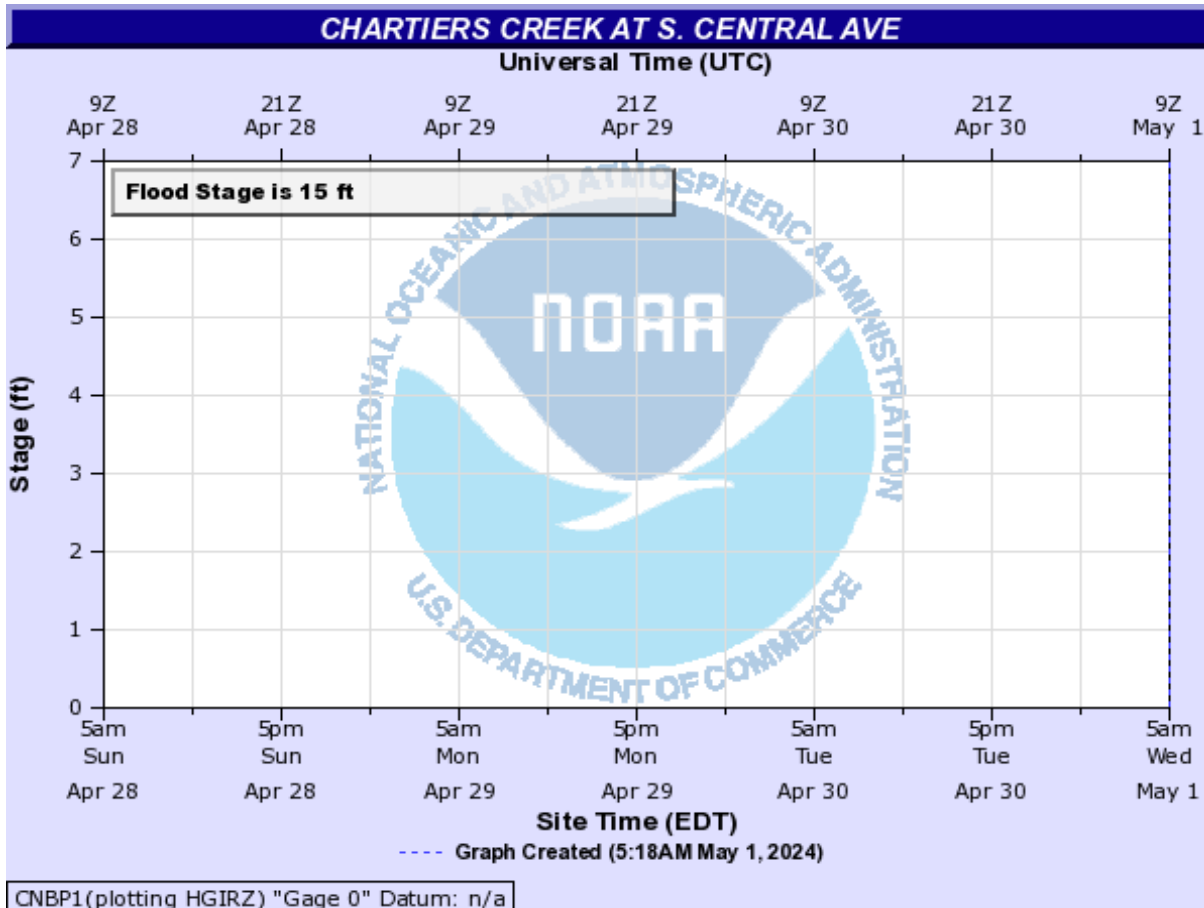 CHARTIERS CREEK AT S. CENTRAL AVE
Universal Time (UTC)
9Z 21Z 9Z 21Z 9Z 21Z 9Z
Apr 28 Apr 28 Apr 29 Apr 29 Apr 30 Apr 30 May 1
Flood Stage is 15 ft
NATIONAL OCEANIC AND ATMOSPHERIC ADMINISTRATION
NOAA
U.S. DEPARTMENT OF COMMERCE
Stage (ft)
7
6
5
4
3
2
1
0
5am 5pm 5am 5pm 5am 5pm 5am
Sun Sun Mon Mon Tue Tue Wed
Apr 28 Apr 28 Apr 29 Apr 29 Apr 30 Apr 30 May 1
Site Time (EDT)
---- Graph Created (5:18AM May 1, 2024)
CNBP1(plotting HGIRZ) "Gage 0" Datum: n/a